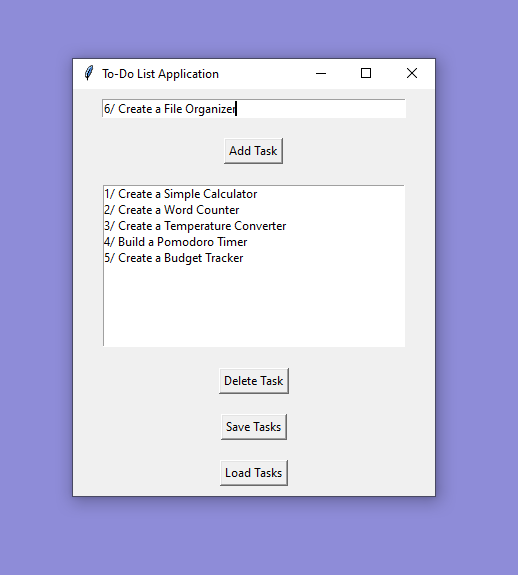 To-Do List Application
6/ Create a File Organizer
Add Task
1/ Create a Simple Calculator
2/ Create a Word Counter
3/ Create a Temperature Converter
4/ Build a Pomodoro Timer
5/ Create a Budget Tracker
Delete Task
Save Tasks
Load Tasks